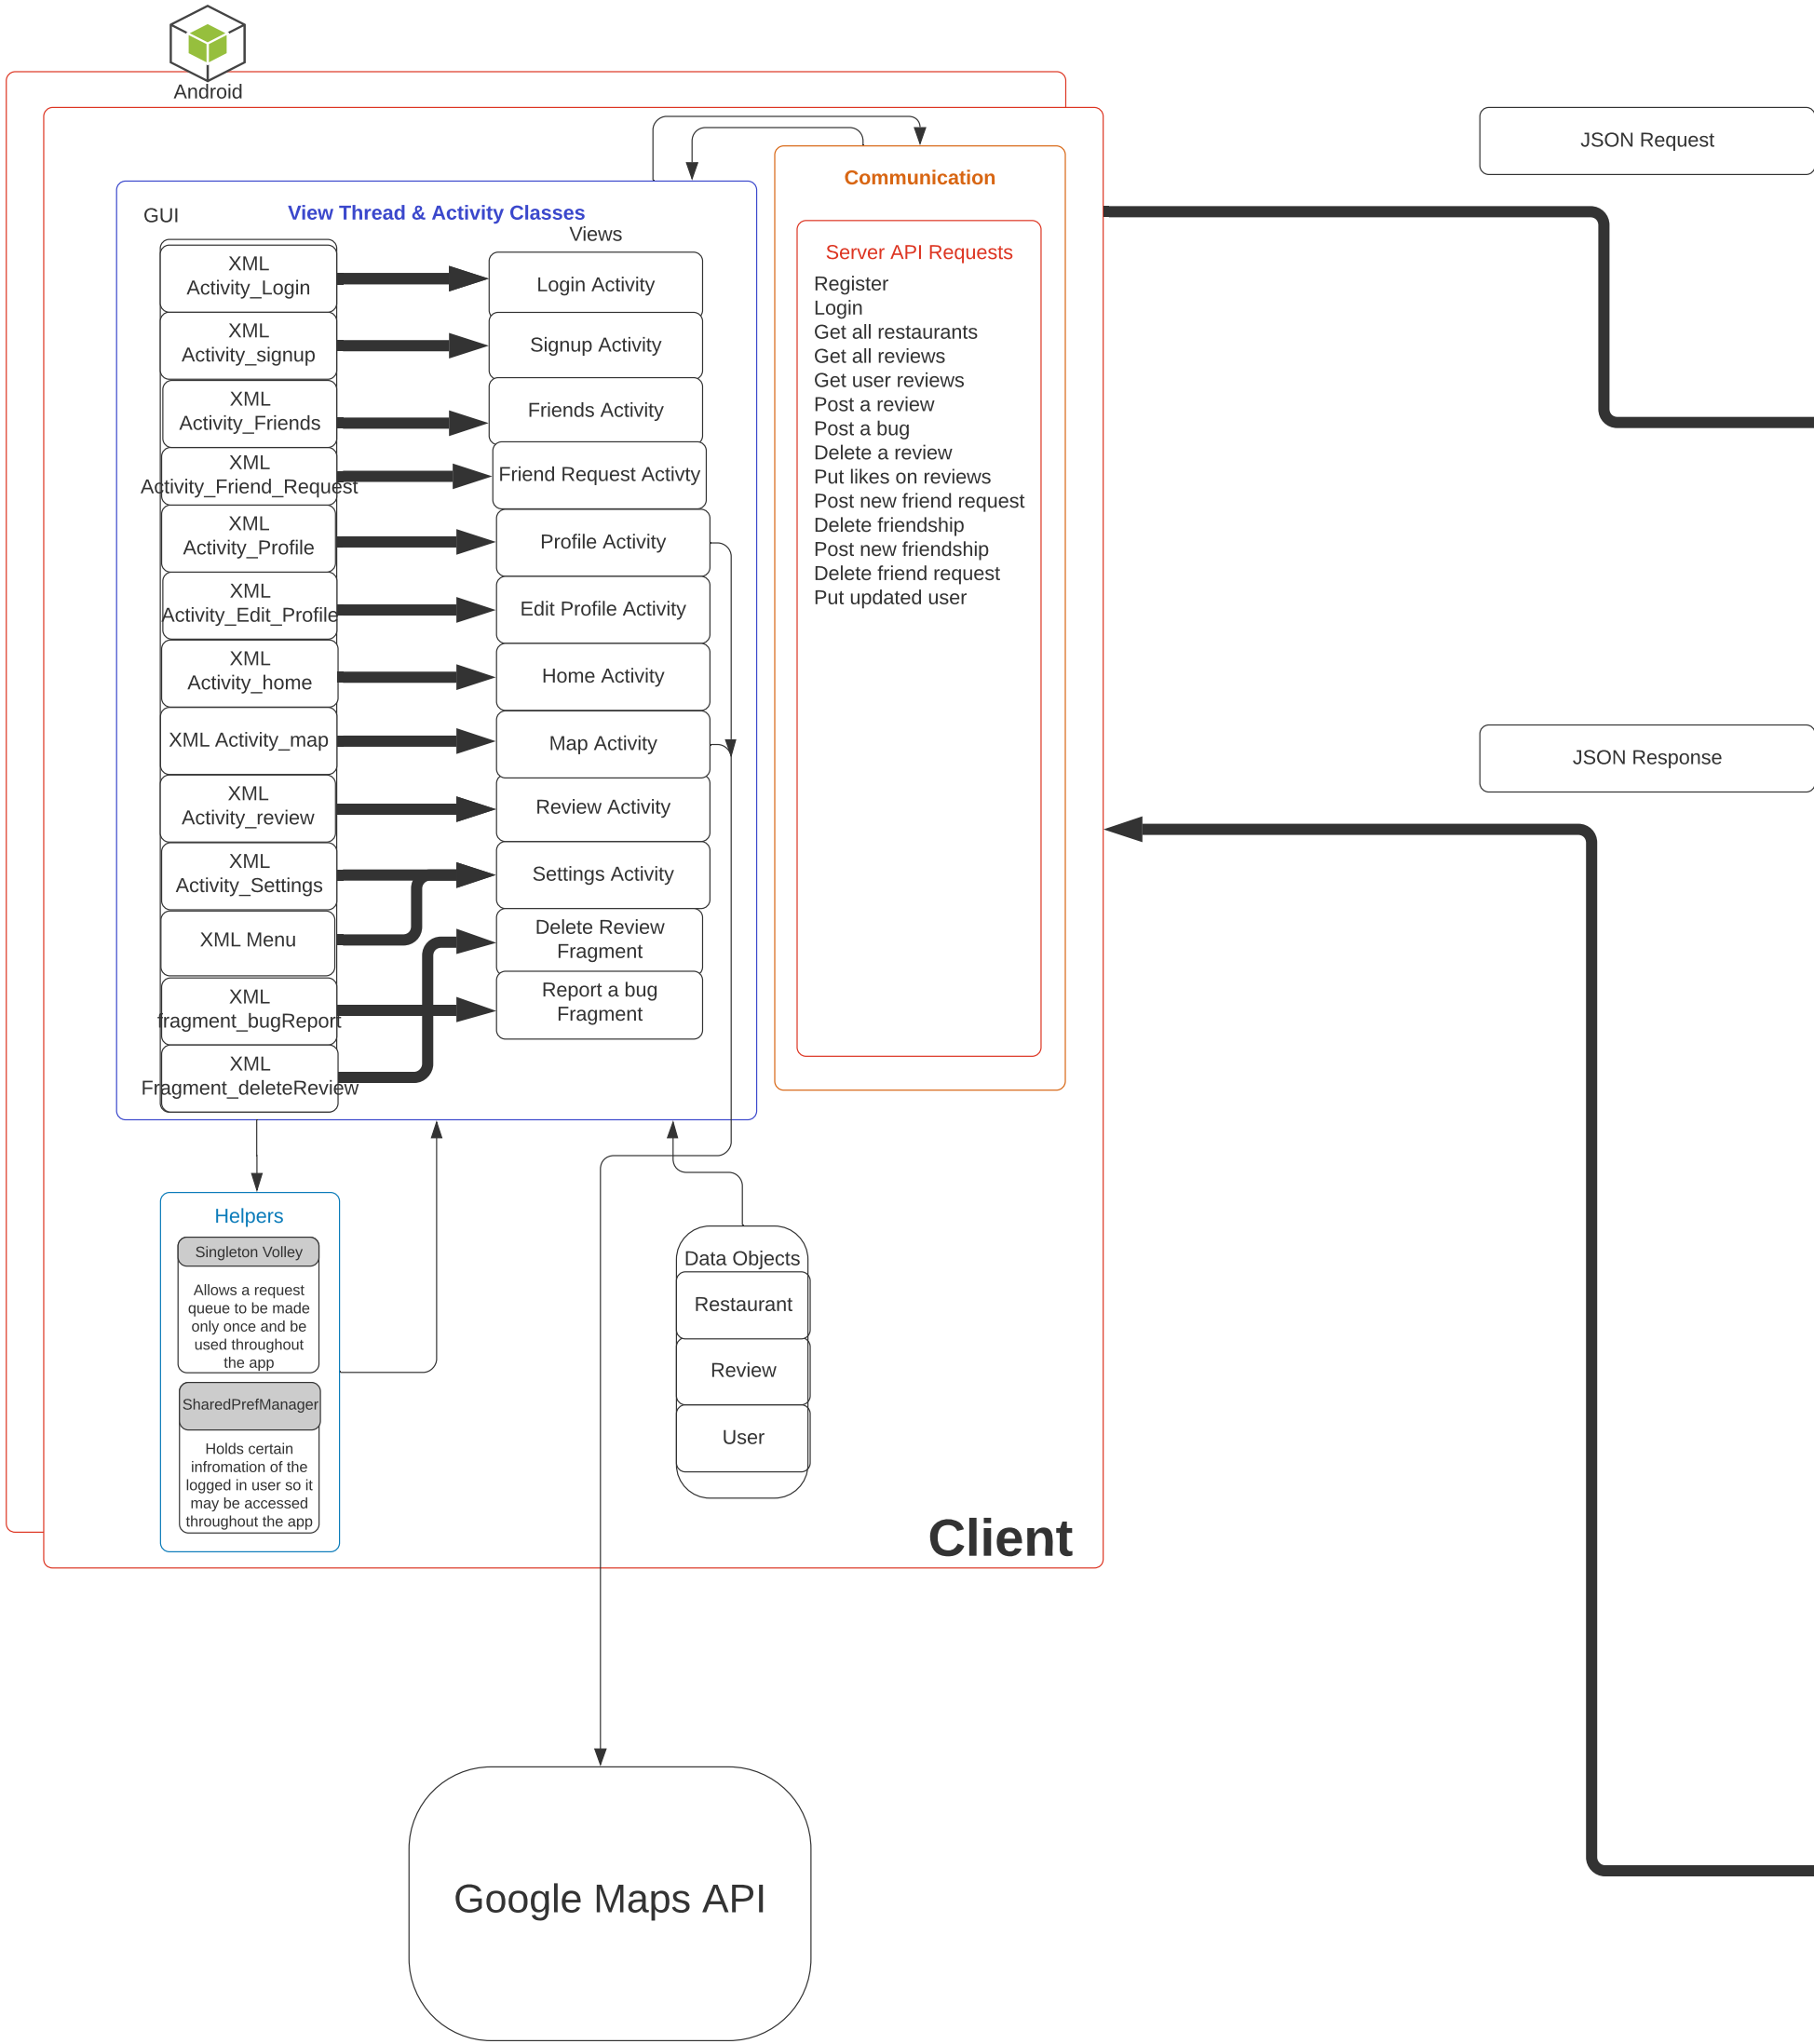 Android
JSON Request
Communication
View Thread & Activity Classes
GUI
Views
XML
Activity_Login
XML
Activity_signup
XML
Activity_Friends
XML
Activity_Friend_Request
XML
Activity_Profile
XML
Activity_Edit_Profile
XML
Activity_home
XML Activity_map
XML
Activity_review
XML
Activity_Settings
XML Menu
XML
fragment_bugReport
XML
Fragment_deleteReview
Login Activity
Signup Activity
Friends Activity
Friend Request Activty
Profile Activity
Edit Profile Activity
Home Activity
Map Activity
Review Activity
Settings Activity
Delete Review
Fragment
Report a bug
Fragment
Server API Requests
Register
Login
Get all restaurants
Get all reviews
Get user reviews
Post a review
Post a bug
Delete a review
Put likes on reviews
Post new friend request
Delete friendship
Post new friendship
Delete friend request
Put updated user
JSON Response
Helpers
Singleton Volley
Allows a request
queue to be made
only once and be
used throughout
the app
SharedPrefManager
Holds certain
infromation of the
logged in user so it
may be accessed
throughout the app
Data Objects
Restaurant
Review
User
Client
Google Maps API